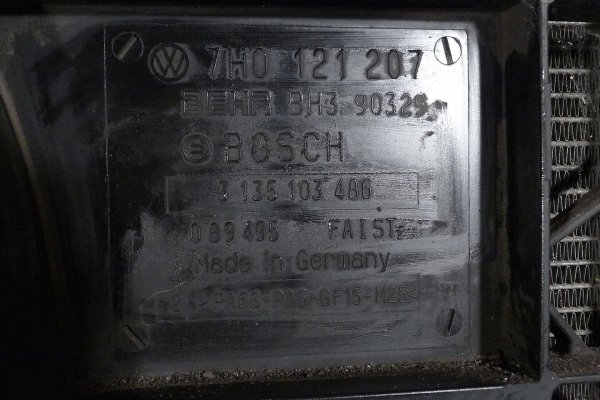 7H0 121 207
BEHR BH3 90329
BOSCH
3 135 103 486
0 89 495 FAIST
Made in Germany
PA66+PA6-GF15-M25